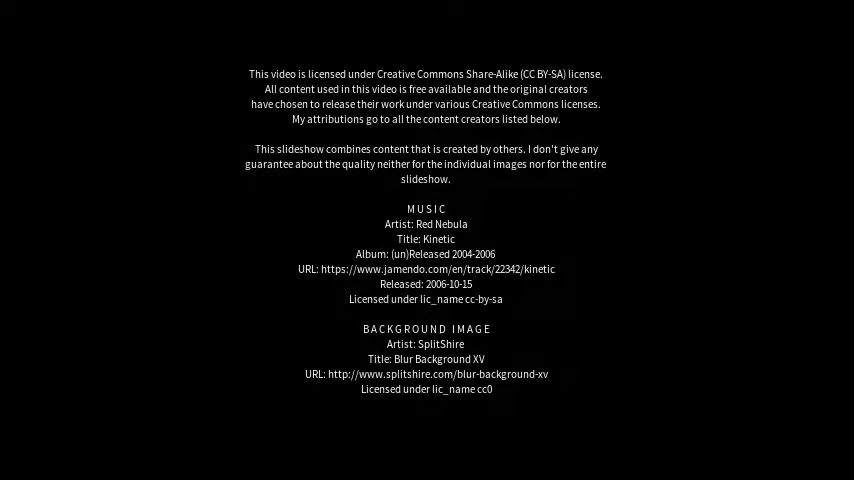 This video is licensed under Creative Commons Share-Alike (CC BY-SA) license.
All content used in this video is free available and the original creators
have chosen to release their work under various Creative Commons licenses.
My attributions go to all the content creators listed below.
This slideshow combines content that is created by others. I don't give any
guarantee about the quality neither for the individual images nor for the entire
slideshow.
MUSIC
Artist: Red Nebula
Title: Kinetic
Album: (un)Released 2004-2006
URL: https://www.jamendo.com/en/track/22342/kinetic
Released: 2006-10-15
Licensed under lic_name cc-by-sa
BACKGROUND IMAGE
Artist: SplitShire
Title: Blur Background XV
URL: http://www.splitshire.com/blur-background-xv
Licensed under lic_name cc0